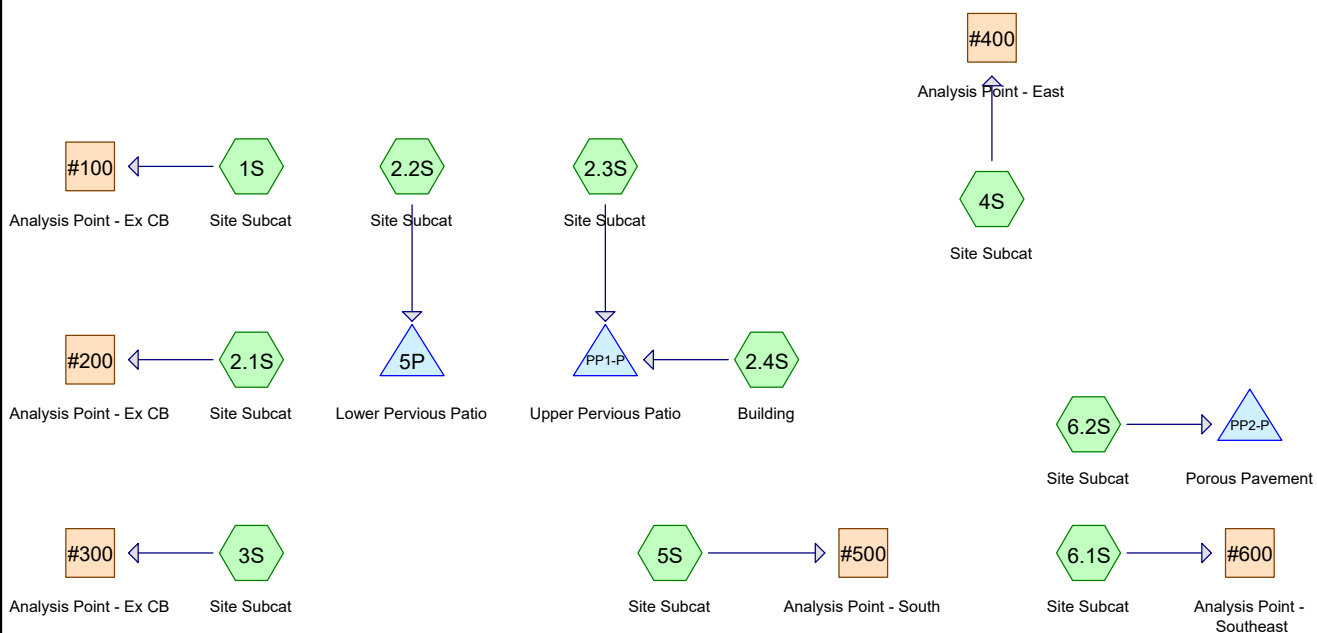 #400
Analysis Point - East
#100
1S
2.2S
2.3S
4S
Analysis Point - Ex CB
Site Subcat
Site Subcat
Site Subcat
Site Subcat
#200
2.1S
5P
PP1-P
2.4S
Analysis Point - Ex CB
Site Subcat
Lower Pervious Patio
Upper Pervious Patio
Building
6.2S
PP2-P
Site Subcat
Porous Pavement
#300
3S
5S
#500
6.1S
#600
Analysis Point - Ex CB
Site Subcat
Site Subcat
Analysis Point - South
Site Subcat
Analysis Point -
Southeast